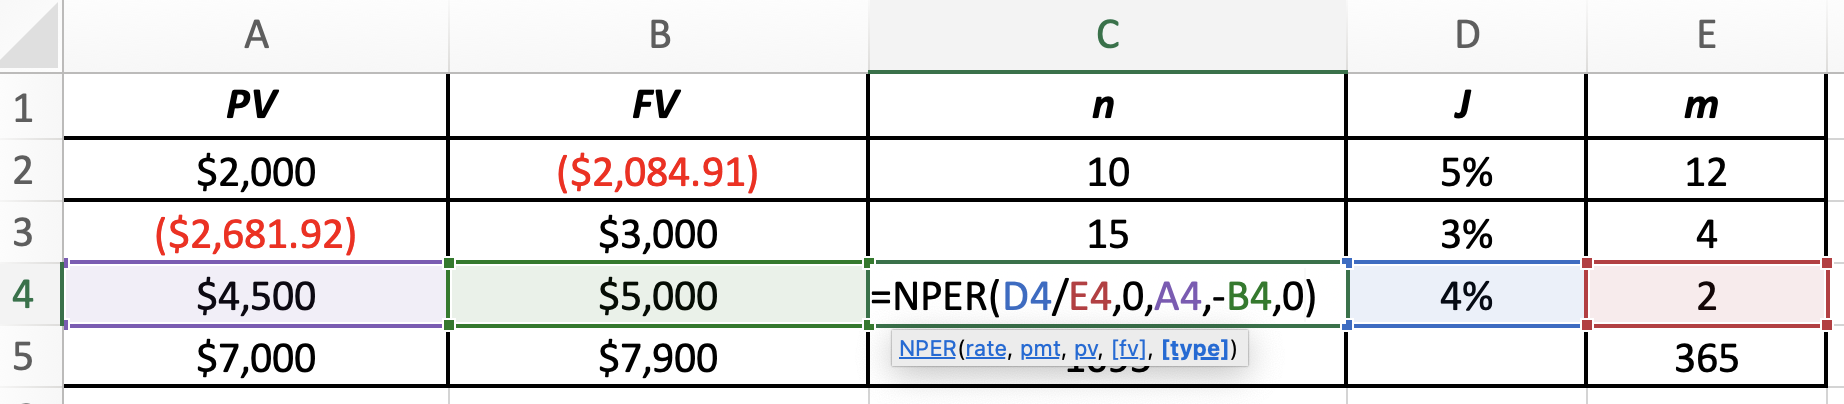 A B C D E
1 PV FV n J m
2 $2,000 ($2,084.91) 10 5% 12
3 ($2,681.92) $3,000 15 3% 4
4 $4,500 $5,000 =NPER(D4/E4,0,A4,-B4,0) 4% 2
NPER(rate, pmt, pv, [fv], [type])
5 $7,000 $7,900 365